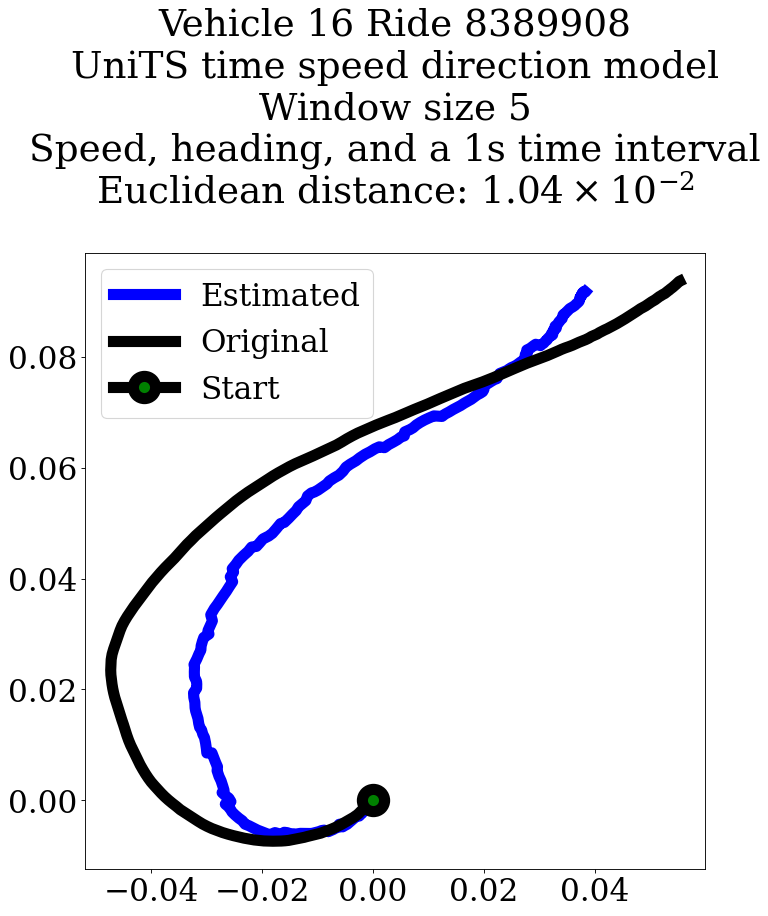 Vehicle 16 Ride 8389908
UniTS time speed direction model
Window size 5
Speed, heading, and a 1s time interval
Euclidean distance: 1.04 × 10⁻²
Estimated
Original
Start
0.08
0.06
0.04
0.02
0.00
−0.04 −0.02 0.00 0.02 0.04